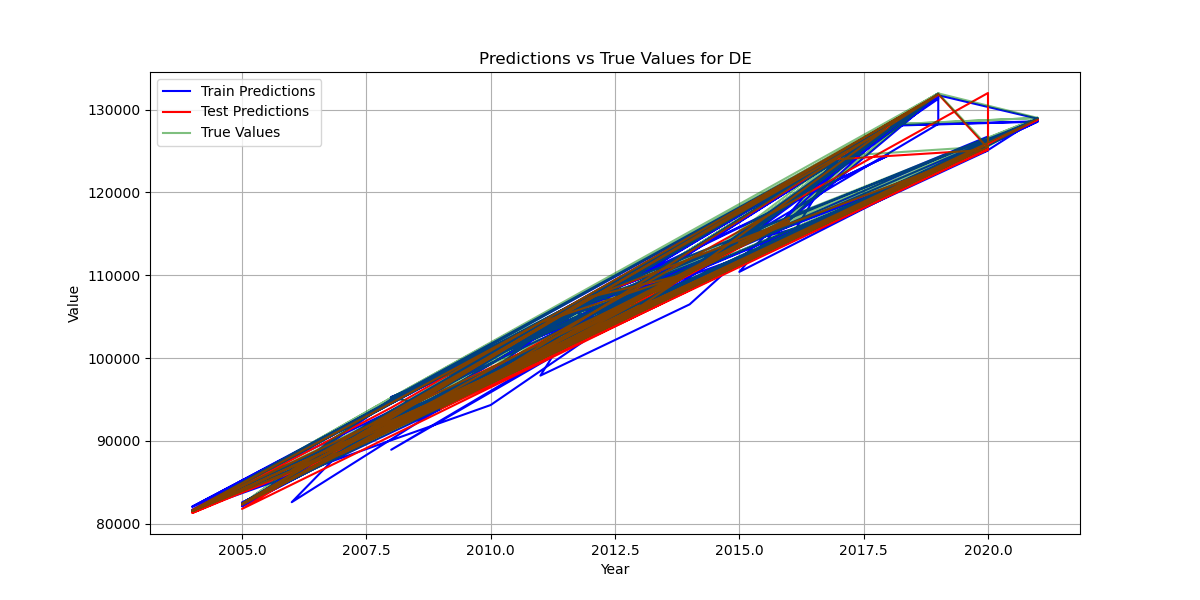 Predictions vs True Values for DE
Train Predictions
Test Predictions
True Values
130000
120000
110000
100000
90000
80000
Value
2005.0
2007.5
2010.0
2012.5
2015.0
2017.5
2020.0
Year